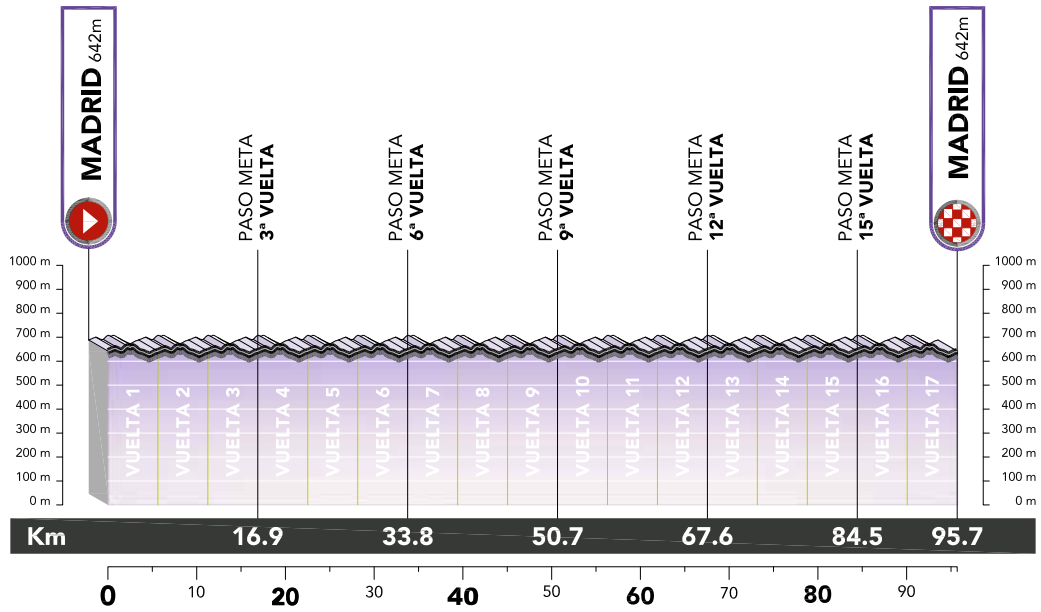 MADRID 642m
MADRID 642m
PASO META
3ª VUELTA
PASO META
6ª VUELTA
PASO META
9ª VUELTA
PASO META
12ª VUELTA
PASO META
15ª VUELTA
1000 m
900 m
800 m
700 m
600 m
500 m
400 m
300 m
200 m
100 m
0 m
1000 m
900 m
800 m
700 m
600 m
500 m
400 m
300 m
200 m
100 m
0 m
VUELTA 1
VUELTA 2
VUELTA 3
VUELTA 4
VUELTA 5
VUELTA 6
VUELTA 7
VUELTA 8
VUELTA 9
VUELTA 10
VUELTA 11
VUELTA 12
VUELTA 13
VUELTA 14
VUELTA 15
VUELTA 16
VUELTA 17
Km 16.9 33.8 50.7 67.6 84.5 95.7
0 10 20 30 40 50 60 70 80 90